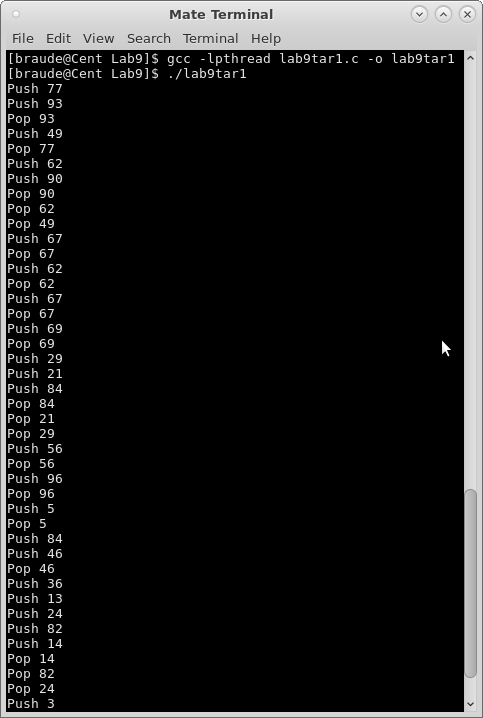 Mate Terminal
File Edit View Search Terminal Help
[braude@Cent Lab9]$ gcc -lpthread lab9tar1.c -o lab9tar1
[braude@Cent Lab9]$ ./lab9tar1
Push 77
Push 93
Pop 93
Push 49
Pop 77
Push 62
Push 90
Pop 90
Pop 62
Pop 49
Push 67
Pop 67
Push 62
Pop 62
Push 67
Pop 67
Push 69
Pop 69
Push 29
Push 21
Push 84
Pop 84
Pop 21
Pop 29
Push 56
Pop 56
Push 96
Pop 96
Push 5
Pop 5
Push 84
Push 46
Pop 46
Push 36
Push 13
Push 24
Push 82
Push 14
Pop 14
Pop 82
Pop 24
Push 3